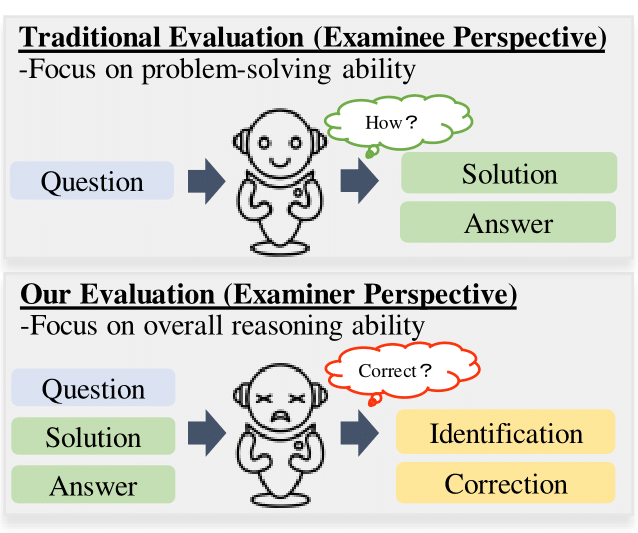 Traditional Evaluation (Examinee Perspective)
-Focus on problem-solving ability
How?
Question
Solution
Answer
Our Evaluation (Examiner Perspective)
-Focus on overall reasoning ability
Correct?
Question
Solution
Answer
Identification
Correction